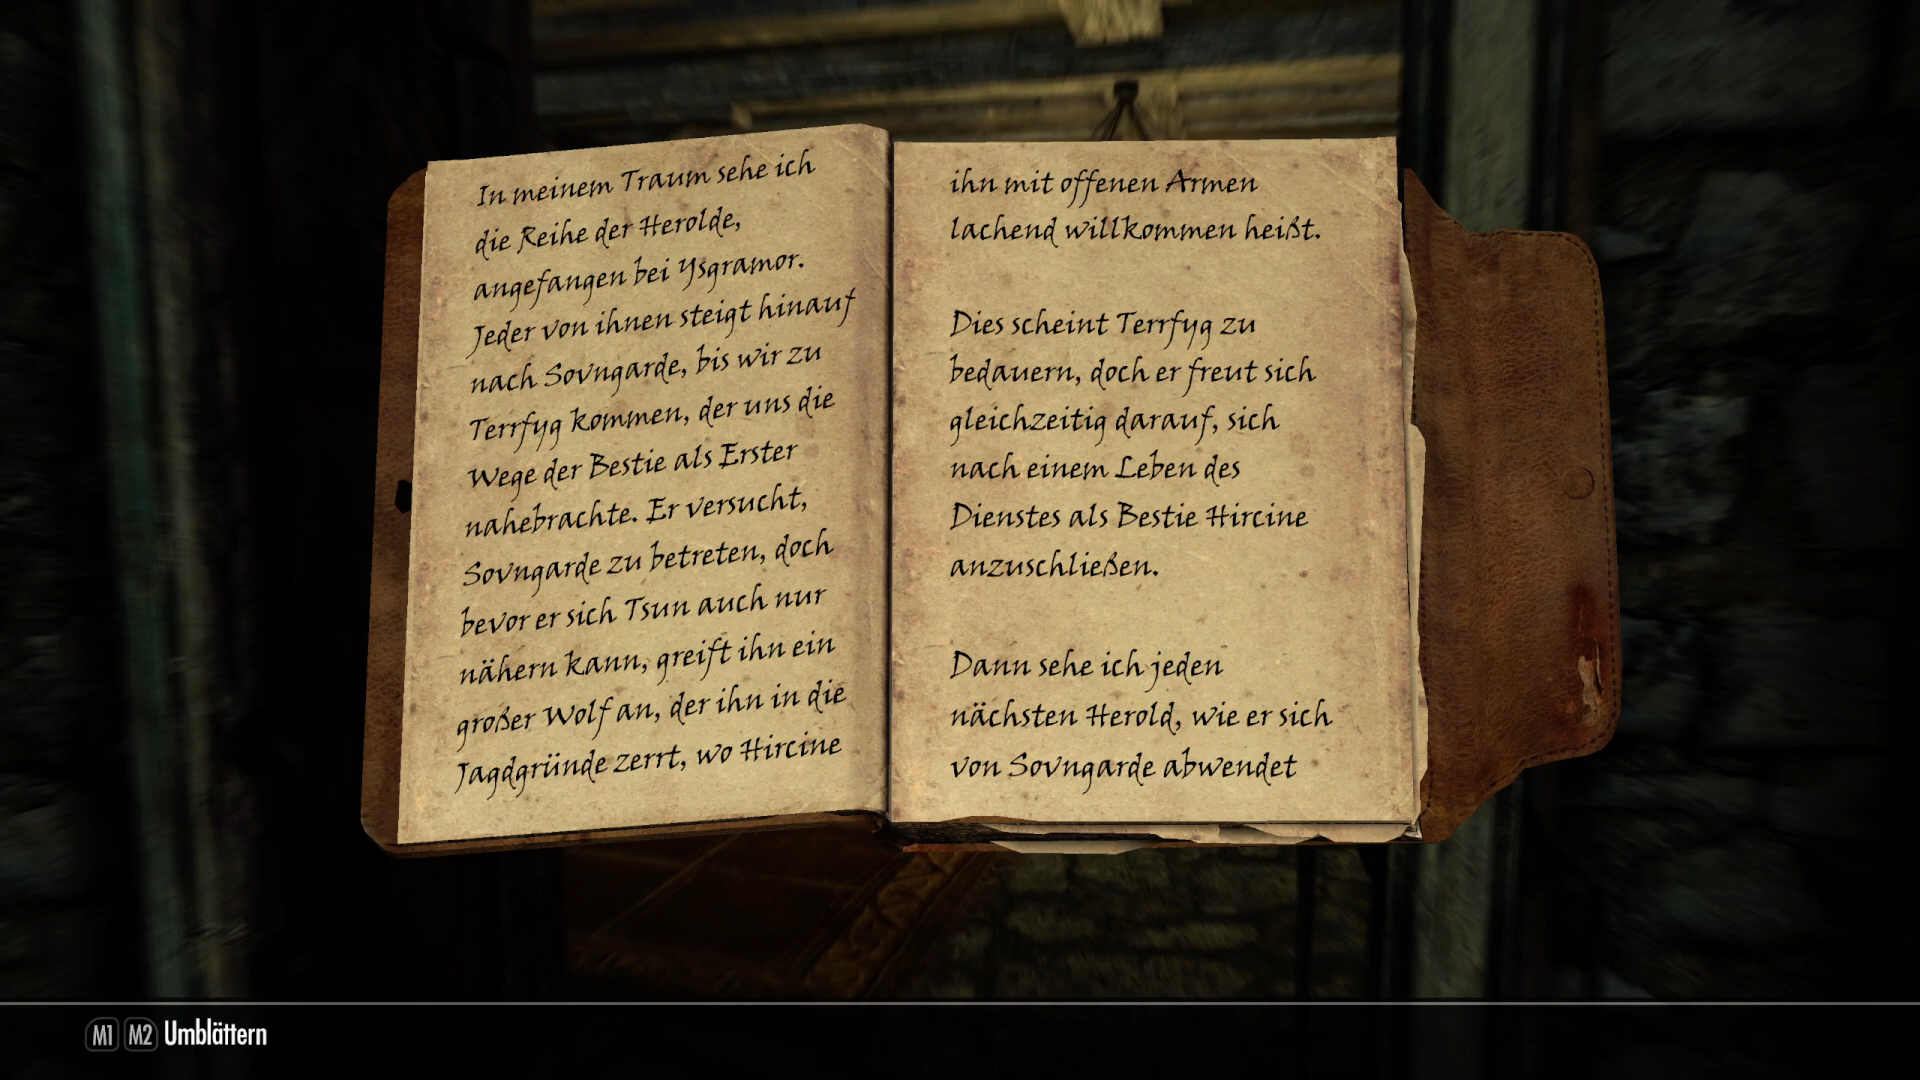 In meinem Traum sehe ich
die Reihe der Herolde,
angefangen bei Ysgramor.
Jeder von ihnen steigt hinauf
nach Sovngarde, bis wir zu
Terrfyg kommen, der uns die
Wege der Bestie als Erster
nahebrachte. Er versucht,
Sovngarde zu betreten, doch
bevor er sich Tsun auch nur
nähern kann, greift ihn ein
großer Wolf an, der ihn in die
Jagdgründe zerrt, wo Hircine
ihn mit offenen Armen
lachend willkommen heißt.
Dies scheint Terrfyg zu
bedauern, doch er freut sich
gleichzeitig darauf, sich
nach einem Leben des
Dienstes als Bestie Hircine
anzuschließen.
Dann sehe ich jeden
nächsten Herold, wie er sich
von Sovngarde abwendet
M1 M2 Umblättern